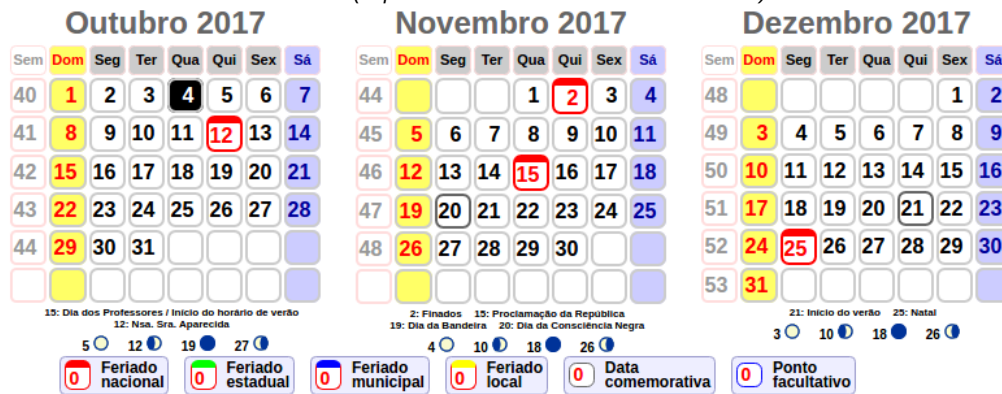 Outubro 2017
Sem Dom Seg Ter Qua Qui Sex Sá
40 1 2 3 4 5 6 7
41 8 9 10 11 12 13 14
42 15 16 17 18 19 20 21
43 22 23 24 25 26 27 28
44 29 30 31
15: Dia dos Professores / Início do horário de verão
12: Nsa. Sra. Aparecida
5 12 19 27
Novembro 2017
Sem Dom Seg Ter Qua Qui Sex Sá
44 1 2 3 4
45 5 6 7 8 9 10 11
46 12 13 14 15 16 17 18
47 19 20 21 22 23 24 25
48 26 27 28 29 30
2: Finados 15: Proclamação da República
19: Dia da Bandeira 20: Dia da Consciência Negra
4 10 18 26
Dezembro 2017
Sem Dom Seg Ter Qua Qui Sex Sá
48 1 2
49 3 4 5 6 7 8 9
50 10 11 12 13 14 15 16
51 17 18 19 20 21 22 23
52 24 25 26 27 28 29 30
53 31
21: Início do verão 25: Natal
3 10 18 26
0 Feriado nacional
0 Feriado estadual
0 Feriado municipal
0 Feriado local
0 Data comemorativa
0 Ponto facultativo